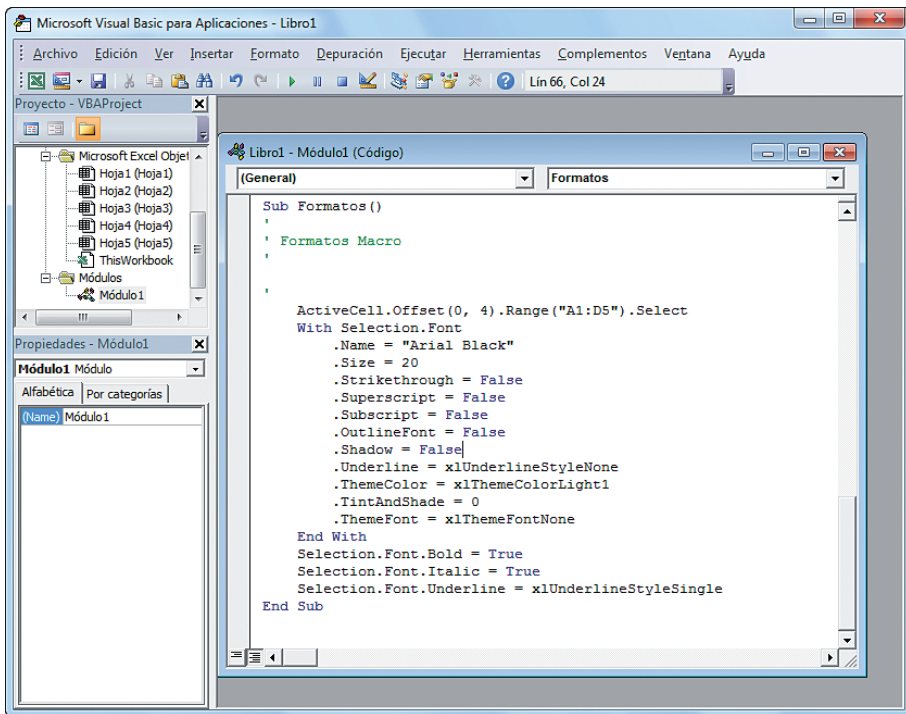 Microsoft Visual Basic para Aplicaciones - Libro1
Archivo Edición Ver Insertar Formato Depuración Ejecutar Herramientas Complementos Ventana Ayuda
Lín 66, Col 24
Proyecto - VBAProject
Microsoft Excel Objet
Hoja1 (Hoja1)
Hoja2 (Hoja2)
Hoja3 (Hoja3)
Hoja4 (Hoja4)
Hoja5 (Hoja5)
ThisWorkbook
Módulos
Módulo1
Propiedades - Módulo1
Módulo1 Módulo
Alfabética Por categorías
(Name) Módulo1
Libro1 - Módulo1 (Código)
(General) Formatos
Sub Formatos()
'
' Formatos Macro
'
'
ActiveCell.Offset(0, 4).Range("A1:D5").Select
With Selection.Font
.Name = "Arial Black"
.Size = 20
.Strikethrough = False
.Superscript = False
.Subscript = False
.OutlineFont = False
.Shadow = False
.Underline = xlUnderlineStyleNone
.ThemeColor = xlThemeColorLight1
.TintAndShade = 0
.ThemeFont = xlThemeFontNone
End With
Selection.Font.Bold = True
Selection.Font.Italic = True
Selection.Font.Underline = xlUnderlineStyleSingle
End Sub